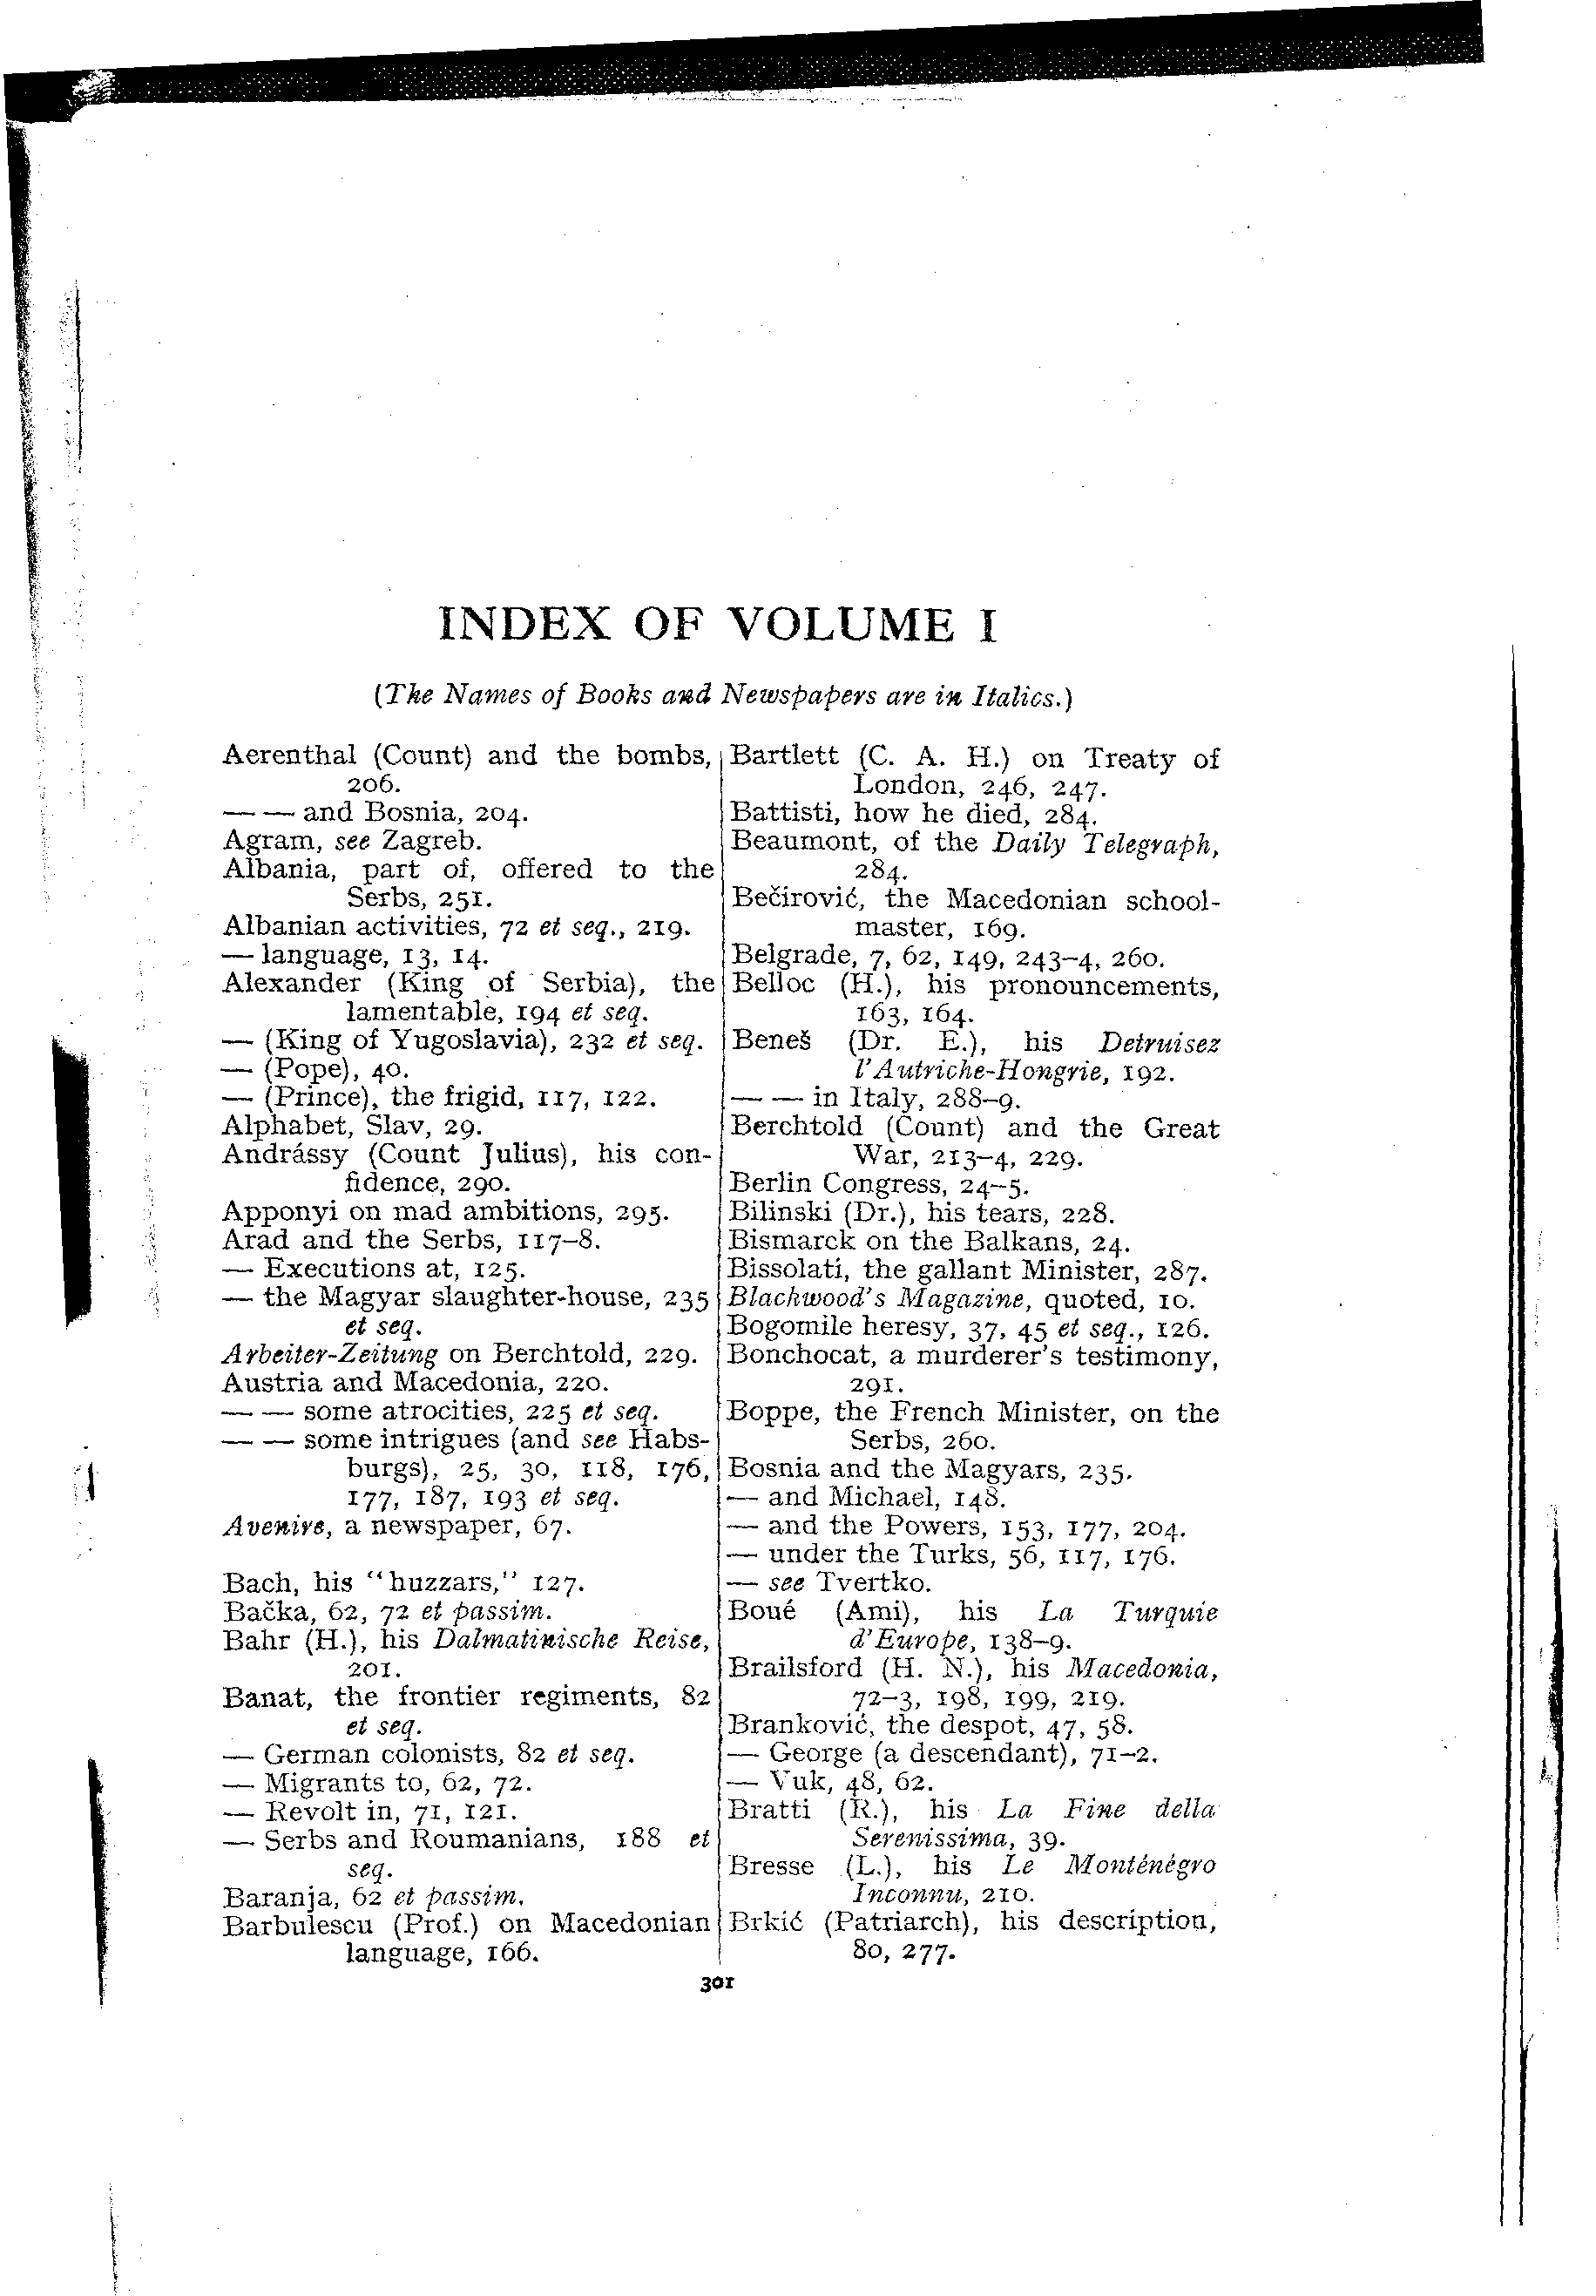 INDEX OF VOLUME I
(The Names of Books and Newspapers are in Italics.)
Aerenthal (Count) and the bombs,
206.
— — and Bosnia, 204.
Agram, see Zagreb.
Albania, part of, offered to the
Serbs, 251.
Albanian activities, 72 et seq., 219.
— language, 13, 14.
Alexander (King of Serbia), the
lamentable, 194 et seq.
— (King of Yugoslavia), 232 et seq.
— (Pope), 40.
— (Prince), the frigid, 117, 122.
Alphabet, Slav, 29.
Andrássy (Count Julius), his con-
fidence, 290.
Apponyi on mad ambitions, 295.
Arad and the Serbs, 117–8.
— Executions at, 125.
— the Magyar slaughter-house, 235
et seq.
Arbeiter-Zeitung on Berchtold, 229.
Austria and Macedonia, 220.
— — some atrocities, 225 et seq.
— — some intrigues (and see Habs-
burgs), 25, 30, 118, 176,
177, 187, 193 et seq.
Avenire, a newspaper, 67.
Bach, his "huzzars," 127.
Bačka, 62, 72 et passim.
Bahr (H.), his Dalmatinische Reise,
201.
Banat, the frontier regiments, 82
et seq.
— German colonists, 82 et seq.
— Migrants to, 62, 72.
— Revolt in, 71, 121.
— Serbs and Roumanians, 188 et
seq.
Baranja, 62 et passim.
Barbulescu (Prof.) on Macedonian
language, 166.
Bartlett (C. A. H.) on Treaty of
London, 246, 247.
Battisti, how he died, 284.
Beaumont, of the Daily Telegraph,
284.
Bečirović, the Macedonian school-
master, 169.
Belgrade, 7, 62, 149, 243–4, 260.
Belloc (H.), his pronouncements,
163, 164.
Beneš (Dr. E.), his Detruisez
l'Autriche-Hongrie, 192.
— — in Italy, 288–9.
Berchtold (Count) and the Great
War, 213–4, 229.
Berlin Congress, 24–5.
Bilinski (Dr.), his tears, 228.
Bismarck on the Balkans, 24.
Bissolati, the gallant Minister, 287.
Blackwood's Magazine, quoted, 10.
Bogomile heresy, 37, 45 et seq., 126.
Bonchocat, a murderer's testimony,
291.
Boppe, the French Minister, on the
Serbs, 260.
Bosnia and the Magyars, 235.
— and Michael, 148.
— and the Powers, 153, 177, 204.
— under the Turks, 56, 117, 176.
— see Tvertko.
Boué (Ami), his La Turquie
d'Europe, 138–9.
Brailsford (H. N.), his Macedonia,
72–3, 198, 199, 219.
Branković, the despot, 47, 58.
— George (a descendant), 71–2.
— Vuk, 48, 62.
Bratti (R.), his La Fine della
Serenissima, 39.
Bresse (L.), his Le Monténégro
Inconnu, 210.
Brkić (Patriarch), his description,
80, 277.
301